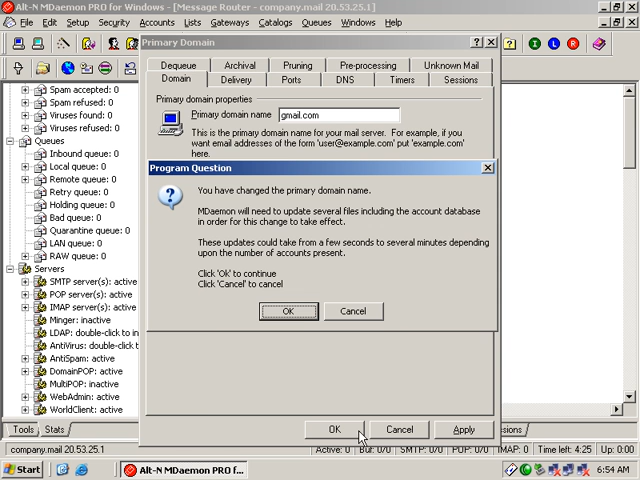 Alt-N MDaemon PRO for Windows - [Message Router - company.mail 20.53.25.1]
File Edit Setup Security Accounts Lists Gateways Catalogs Queues Windows Help
Primary Domain
Dequeue Archival Pruning Pre-processing Unknown Mail
Domain Delivery Ports DNS Timers Sessions
Primary domain properties
Primary domain name gmail.com
This is the primary domain name for your mail server. For example, if you
want email addresses of the form 'user@example.com' put 'example.com'
here.
Program Question
You have changed the primary domain name.
MDaemon will need to update several files including the account database
in order for this change to take effect.
These updates could take from a few seconds to several minutes depending
upon the number of accounts present.
Click 'Ok' to continue
Click 'Cancel' to cancel
OK Cancel
OK Cancel Apply
Spam accepted: 0
Spam refused: 0
Viruses found: 0
Viruses refused: 0
Queues
Inbound queue: 0
Local queue: 0
Remote queue: 0
Retry queue: 0
Holding queue: 0
Bad queue: 0
Quarantine queue: 0
LAN queue: 0
RAW queue: 0
Servers
SMTP server(s): active
POP server(s): active
IMAP server(s): active
Minger: inactive
LDAP: double-click to in
AntiVirus: double-click t
AntiSpam: active
DomainPOP: active
MultiPOP: inactive
WebAdmin: active
WorldClient: active
Tools Stats
ssions
company.mail 20.53.25.1 Active: 0 Buf: 0/0 SMTP: 0/0 POP: 0/0 IMAP: 0 Time left: 4:25 Up: 0:00
Start Alt-N MDaemon PRO f... 6:54 AM